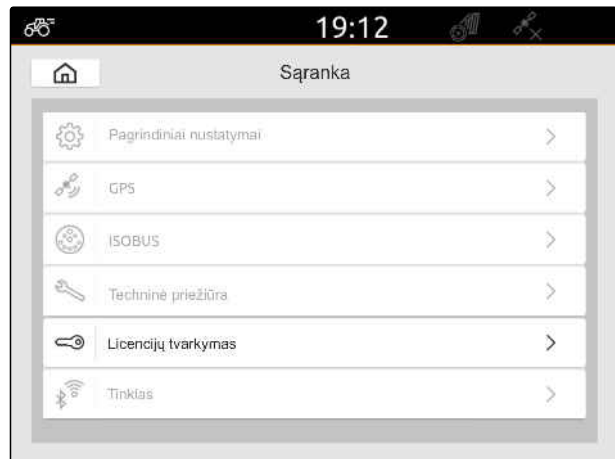 19:12
Sąranka
Pagrindiniai nustatymai
GPS
ISOBUS
Techninė priežiūra
Licencijų tvarkymas
Tinklas